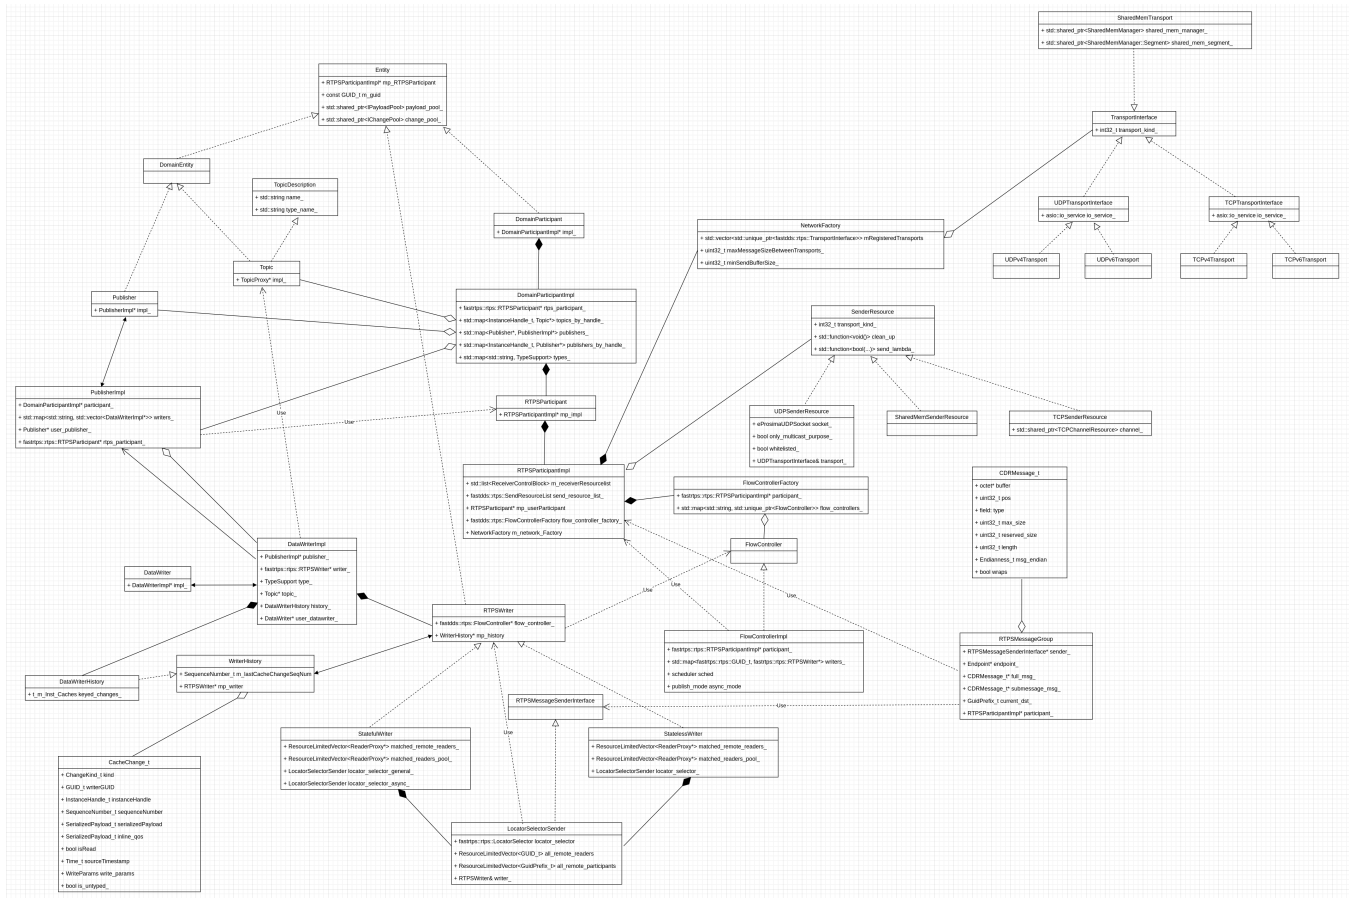 SharedMemTransport
+ std::shared_ptr<SharedMemManager> shared_mem_manager_
+ std::shared_ptr<SharedMemManager::Segment> shared_mem_segment_
Entity
+ RTPSParticipantImpl* mp_RTPSParticipant
+ const GUID_t m_guid
+ std::shared_ptr<IPayloadPool> payload_pool_
+ std::shared_ptr<IChangePool> change_pool_
TransportInterface
+ int32_t transport_kind_
DomainEntity
TopicDescription
+ std::string name_
+ std::string type_name_
DomainParticipant
+ DomainParticipantImpl* impl_
NetworkFactory
+ std::vector<std::unique_ptr<fastdds::rtps::TransportInterface>> mRegisteredTransports
+ uint32_t maxMessageSizeBetweenTransports_
+ uint32_t minSendBufferSize_
UDPTransportInterface
+ asio::io_service io_service_
TCPTransportInterface
+ asio::io_service io_service_
UDPv4Transport
UDPv6Transport
TCPv4Transport
TCPv6Transport
Topic
+ TopicProxy* impl_
Publisher
+ PublisherImpl* impl_
DomainParticipantImpl
+ fastrtps::rtps::RTPSParticipant* rtps_participant_
+ std::map<InstanceHandle_t, Topic*> topics_by_handle_
+ std::map<Publisher*, PublisherImpl*> publishers_
+ std::map<InstanceHandle_t, Publisher*> publishers_by_handle_
+ std::map<std::string, TypeSupport> types_
SenderResource
+ int32_t transport_kind_
+ std::function<void()> clean_up
+ std::function<bool(...)> send_lambda_
PublisherImpl
+ DomainParticipantImpl* participant_
+ std::map<std::string, std::vector<DataWriterImpl*>> writers_
+ Publisher* user_publisher_
+ fastrtps::rtps::RTPSParticipant* rtps_participant_
Use
Use
RTPSParticipant
+ RTPSParticipantImpl* mp_impl
UDPSenderResource
+ eProsimaUDPSocket socket_
+ bool only_multicast_purpose_
+ bool whitelisted_
+ UDPTransportInterface& transport_
SharedMemSenderResource
TCPSenderResource
+ std::shared_ptr<TCPChannelResource> channel_
RTPSParticipantImpl
+ std::list<ReceiverControlBlock> m_receiverResourcelist
+ fastdds::rtps::SendResourceList send_resource_list_
+ RTPSParticipant* mp_userParticipant
+ fastdds::rtps::FlowControllerFactory flow_controller_factory_
+ NetworkFactory m_network_Factory
FlowControllerFactory
+ fastrtps::rtps::RTPSParticipantImpl* participant_
+ std::map<std::string, std::unique_ptr<FlowController>> flow_controllers_
CDRMessage_t
+ octet* buffer
+ uint32_t pos
+ field: type
+ uint32_t max_size
+ uint32_t reserved_size
+ uint32_t length
+ Endianness_t msg_endian
+ bool wraps
FlowController
DataWriterImpl
+ PublisherImpl* publisher_
+ fastrtps::rtps::RTPSWriter* writer_
+ TypeSupport type_
+ Topic* topic_
+ DataWriterHistory history_
+ DataWriter* user_datawriter_
DataWriter
+ DataWriterImpl* impl_
Use
Use
RTPSWriter
+ fastdds::rtps::FlowController* flow_controller_
+ WriterHistory* mp_history
FlowControllerImpl
+ fastrtps::rtps::RTPSParticipantImpl* participant_
+ std::map<fastrtps::rtps::GUID_t, fastrtps::rtps::RTPSWriter*> writers_
+ scheduler sched
+ publish_mode async_mode
RTPSMessageGroup
+ RTPSMessageSenderInterface* sender_
+ Endpoint* endpoint_
+ CDRMessage_t* full_msg_
+ CDRMessage_t* submessage_msg_
+ GuidPrefix_t current_dst_
+ RTPSParticipantImpl* participant_
WriterHistory
+ SequenceNumber_t m_lastCacheChangeSeqNum
+ RTPSWriter* mp_writer
DataWriterHistory
+ t_m_Inst_Caches keyed_changes_
RTPSMessageSenderInterface
Use
Use
StatefulWriter
+ ResourceLimitedVector<ReaderProxy*> matched_remote_readers_
+ ResourceLimitedVector<ReaderProxy*> matched_readers_pool_
+ LocatorSelectorSender locator_selector_general_
+ LocatorSelectorSender locator_selector_async_
StatelessWriter
+ ResourceLimitedVector<ReaderProxy*> matched_remote_readers_
+ ResourceLimitedVector<ReaderProxy*> matched_readers_pool_
+ LocatorSelectorSender locator_selector_
CacheChange_t
+ ChangeKind_t kind
+ GUID_t writerGUID
+ InstanceHandle_t instanceHandle
+ SequenceNumber_t sequenceNumber
+ SerializedPayload_t serializedPayload
+ SerializedPayload_t inline_qos
+ bool isRead
+ Time_t sourceTimestamp
+ WriteParams write_params
+ bool is_untyped_
LocatorSelectorSender
+ fastrtps::rtps::LocatorSelector locator_selector
+ ResourceLimitedVector<GUID_t> all_remote_readers
+ ResourceLimitedVector<GuidPrefix_t> all_remote_participants
+ RTPSWriter& writer_